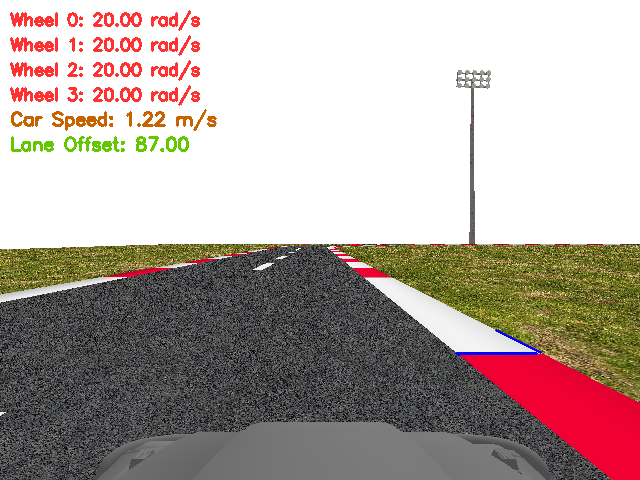 Wheel 0: 20.00 rad/s
Wheel 1: 20.00 rad/s
Wheel 2: 20.00 rad/s
Wheel 3: 20.00 rad/s
Car Speed: 1.22 m/s
Lane Offset: 87.00